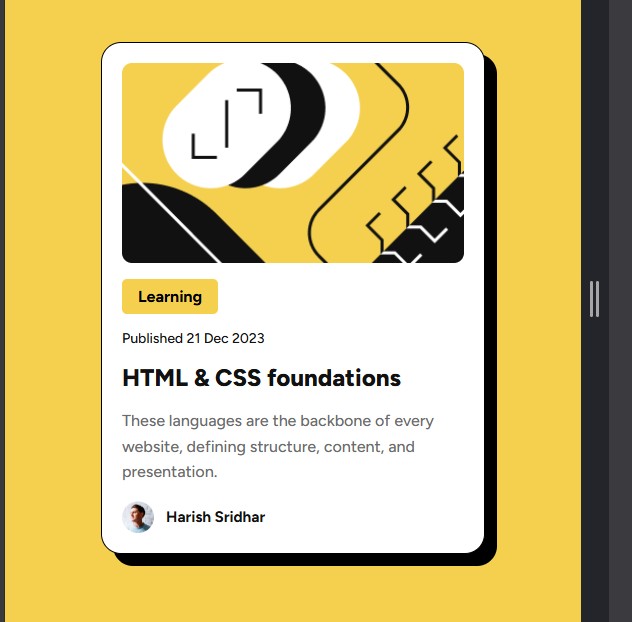 Learning
Published 21 Dec 2023
HTML & CSS foundations
These languages are the backbone of every
website, defining structure, content, and
presentation.
Harish Sridhar